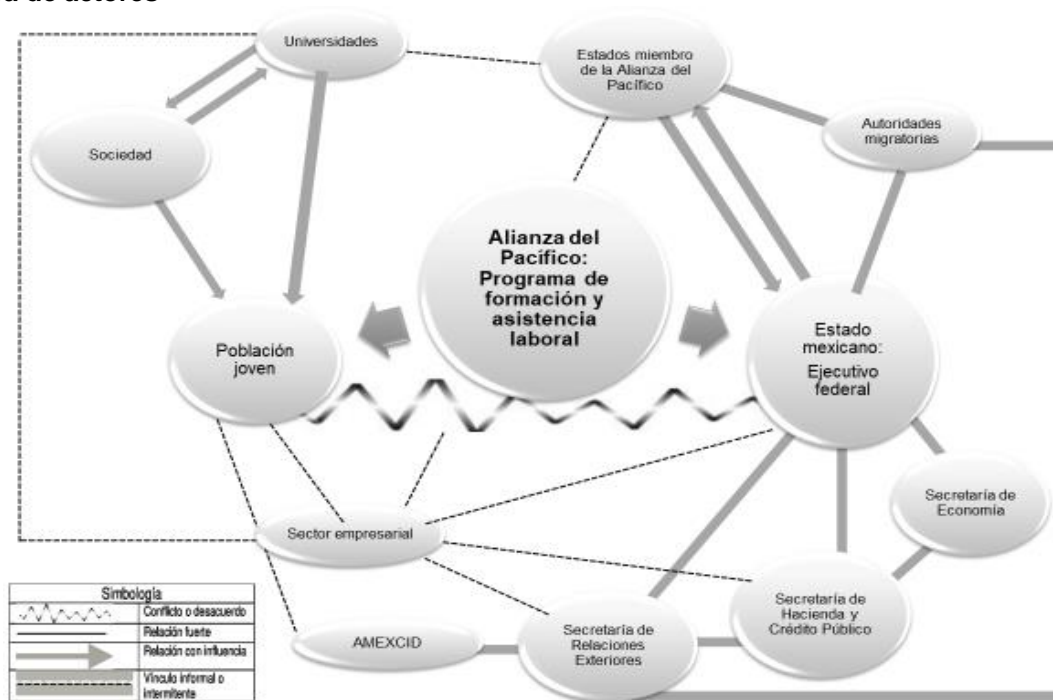 a de actores
Universidades
Estados miembro
de la Alianza del
Pacífico
Autoridades
migratorias
Sociedad
Alianza del
Pacífico:
Programa de
formación y
asistencia
laboral
Población
joven
Estado
mexicano:
Ejecutivo
federal
Secretaría de
Economía
Sector empresarial
Secretaría de
Hacienda y
Crédito Público
AMEXCID
Secretaría de
Relaciones
Exteriores
Simbología
Conflicto o desacuerdo
Relación fuerte
Relación con influencia
Vínculo informal o
intermitente